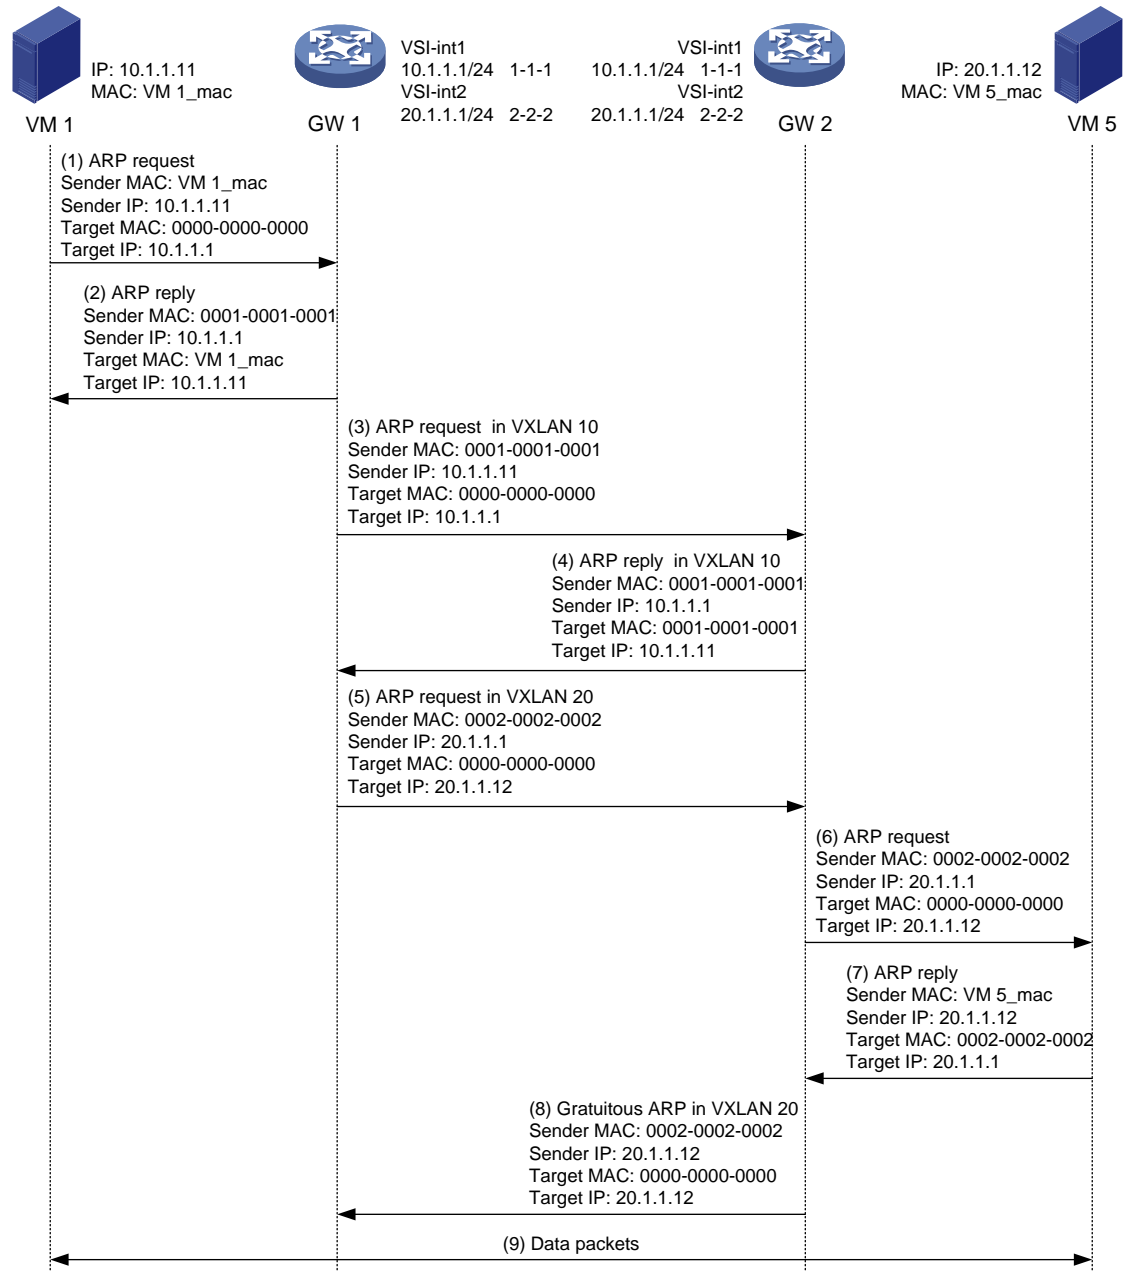 IP: 10.1.1.11
MAC: VM 1_mac
VM 1
GW 1
VSI-int1
10.1.1.1/24 1-1-1
VSI-int2
20.1.1.1/24 2-2-2
VSI-int1
10.1.1.1/24 1-1-1
VSI-int2
20.1.1.1/24 2-2-2
GW 2
IP: 20.1.1.12
MAC: VM 5_mac
VM 5
(1) ARP request
Sender MAC: VM 1_mac
Sender IP: 10.1.1.11
Target MAC: 0000-0000-0000
Target IP: 10.1.1.1
(2) ARP reply
Sender MAC: 0001-0001-0001
Sender IP: 10.1.1.1
Target MAC: VM 1_mac
Target IP: 10.1.1.11
(3) ARP request in VXLAN 10
Sender MAC: 0001-0001-0001
Sender IP: 10.1.1.11
Target MAC: 0000-0000-0000
Target IP: 10.1.1.1
(4) ARP reply in VXLAN 10
Sender MAC: 0001-0001-0001
Sender IP: 10.1.1.1
Target MAC: 0001-0001-0001
Target IP: 10.1.1.11
(5) ARP request in VXLAN 20
Sender MAC: 0002-0002-0002
Sender IP: 20.1.1.1
Target MAC: 0000-0000-0000
Target IP: 20.1.1.12
(6) ARP request
Sender MAC: 0002-0002-0002
Sender IP: 20.1.1.1
Target MAC: 0000-0000-0000
Target IP: 20.1.1.12
(7) ARP reply
Sender MAC: VM 5_mac
Sender IP: 20.1.1.12
Target MAC: 0002-0002-0002
Target IP: 20.1.1.1
(8) Gratuitous ARP in VXLAN 20
Sender MAC: 0002-0002-0002
Sender IP: 20.1.1.12
Target MAC: 0000-0000-0000
Target IP: 20.1.1.12
(9) Data packets